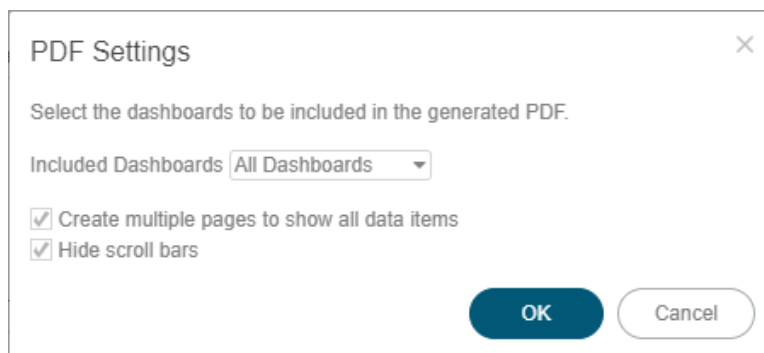 PDF Settings
Select the dashboards to be included in the generated PDF.
Included Dashboards All Dashboards
Create multiple pages to show all data items
Hide scroll bars
OK Cancel